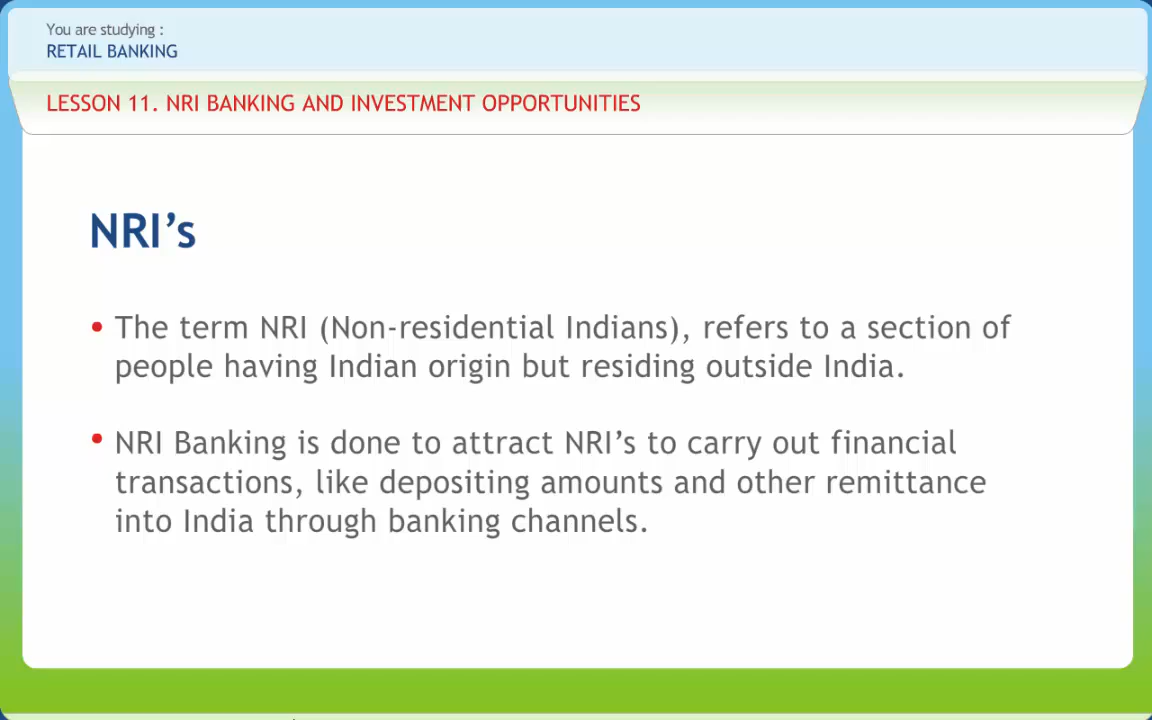 You are studying :
RETAIL BANKING
LESSON 11. NRI BANKING AND INVESTMENT OPPORTUNITIES
NRI’s
• The term NRI (Non-residential Indians), refers to a section of
people having Indian origin but residing outside India.
• NRI Banking is done to attract NRI’s to carry out financial
transactions, like depositing amounts and other remittance
into India through banking channels.